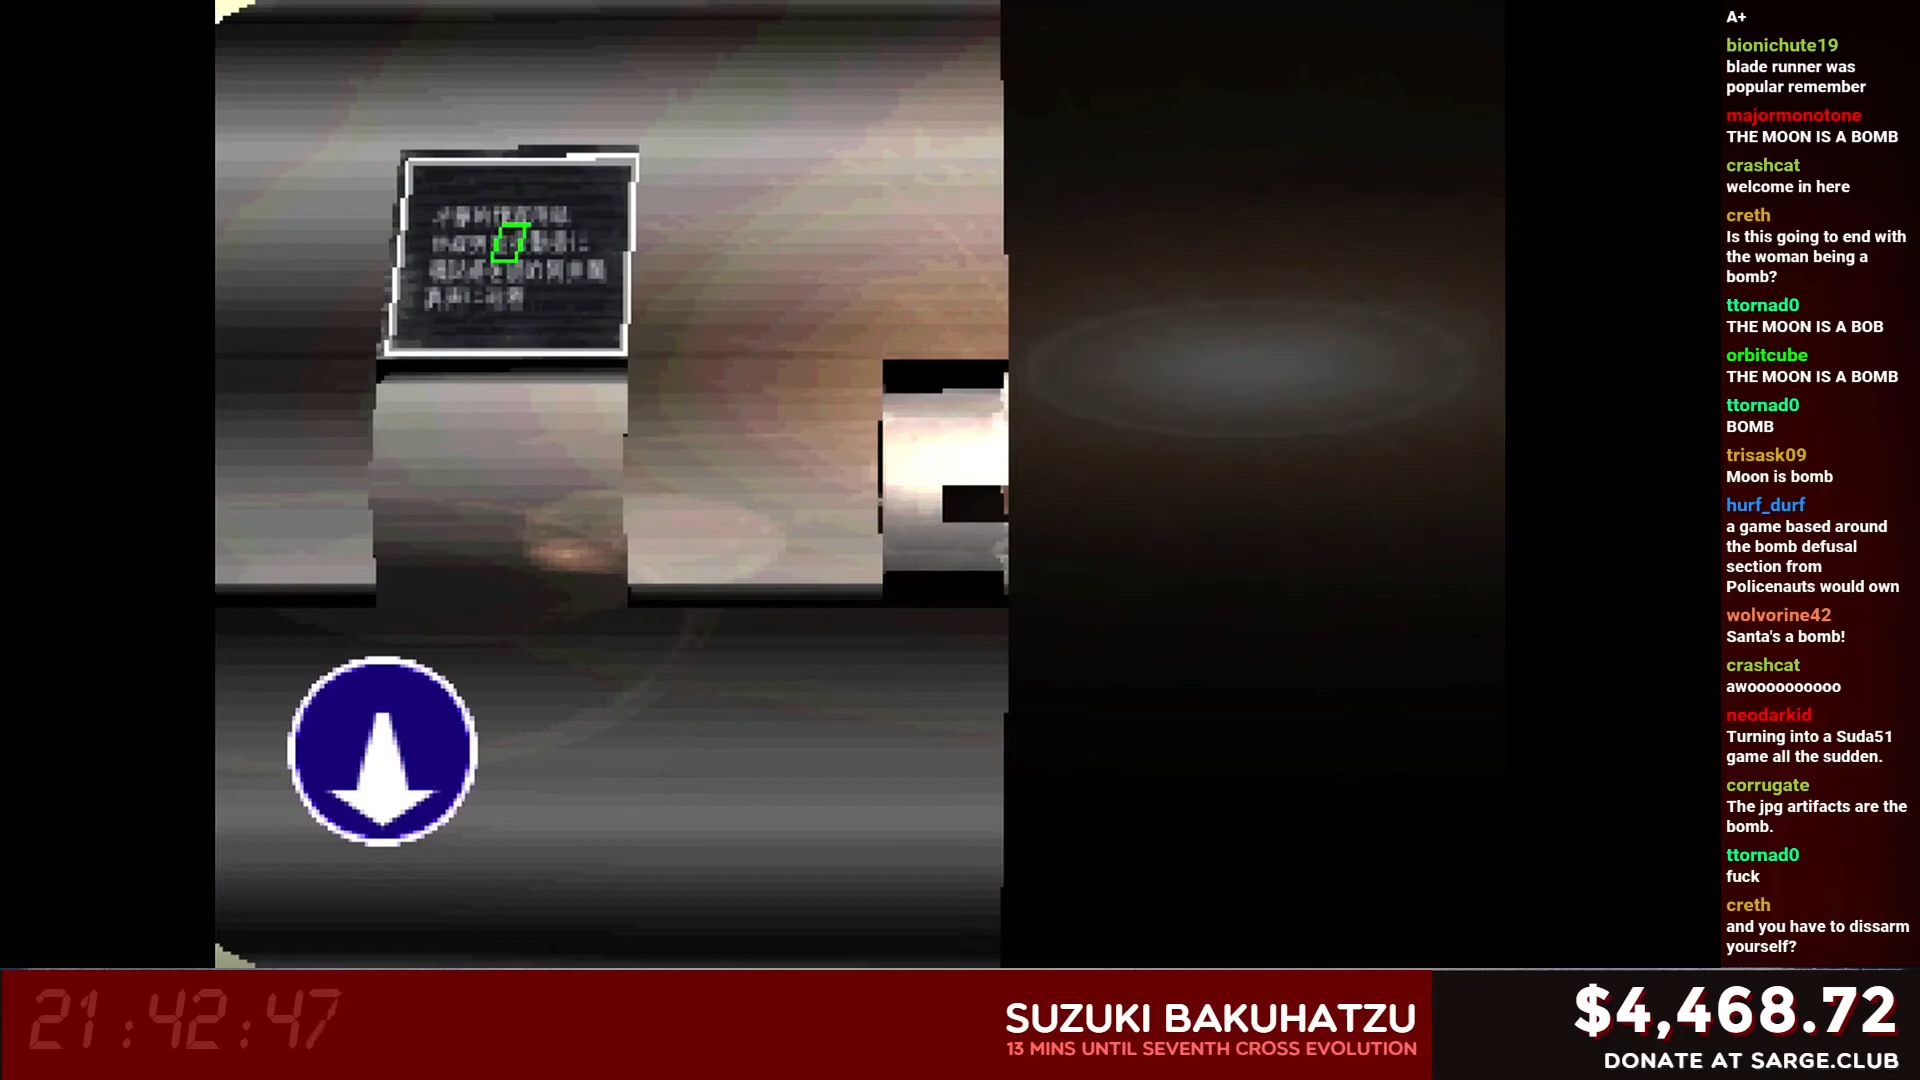 A+
bionichute19
blade runner was
popular remember
majormonotone
THE MOON IS A BOMB
crashcat
welcome in here
creth
Is this going to end with
the woman being a
bomb?
ttornad0
THE MOON IS A BOB
orbitcube
THE MOON IS A BOMB
ttornad0
BOMB
trisask09
Moon is bomb
hurf_durf
a game based around
the bomb defusal
section from
Policenauts would own
wolvorine42
Santa's a bomb!
crashcat
awoooooooooo
neodarkid
Turning into a Suda51
game all the sudden.
corrugate
The jpg artifacts are the
bomb.
ttornad0
fuck
creth
and you have to dissarm
yourself?
21:42:47
SUZUKI BAKUHATZU
13 MINS UNTIL SEVENTH CROSS EVOLUTION
$4,468.72
DONATE AT SARGE.CLUB